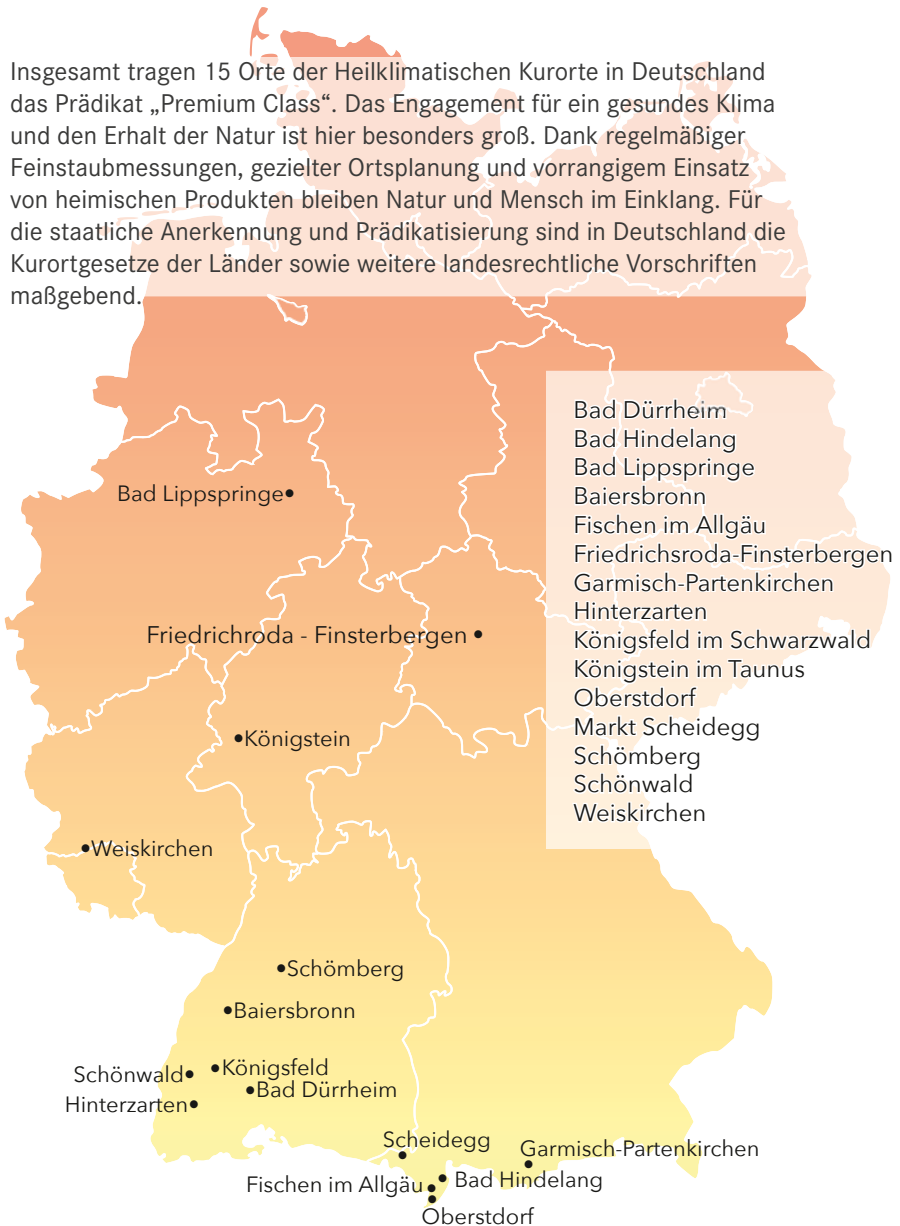 Insgesamt tragen 15 Orte der Heilklimatischen Kurorte in Deutschland
das Prädikat „Premium Class“. Das Engagement für ein gesundes Klima
und den Erhalt der Natur ist hier besonders groß. Dank regelmäßiger
Feinstaubmessungen, gezielter Ortsplanung und vorrangigem Einsatz
von heimischen Produkten bleiben Natur und Mensch im Einklang. Für
die staatliche Anerkennung und Prädikatisierung sind in Deutschland die
Kurortgesetze der Länder sowie weitere landesrechtliche Vorschriften
maßgebend.
Bad Dürrheim
Bad Hindelang
Bad Lippspringe
Baiersbronn
Fischen im Allgäu
Friedrichsroda-Finsterbergen
Garmisch-Partenkirchen
Hinterzarten
Königsfeld im Schwarzwald
Königstein im Taunus
Oberstdorf
Markt Scheidegg
Schömberg
Schönwald
Weiskirchen
Bad Lippspringe
Friedrichroda - Finsterbergen
Königstein
Weiskirchen
Schömberg
Baiersbronn
Königsfeld
Schönwald
Bad Dürrheim
Hinterzarten
Scheidegg
Garmisch-Partenkirchen
Bad Hindelang
Fischen im Allgäu
Oberstdorf